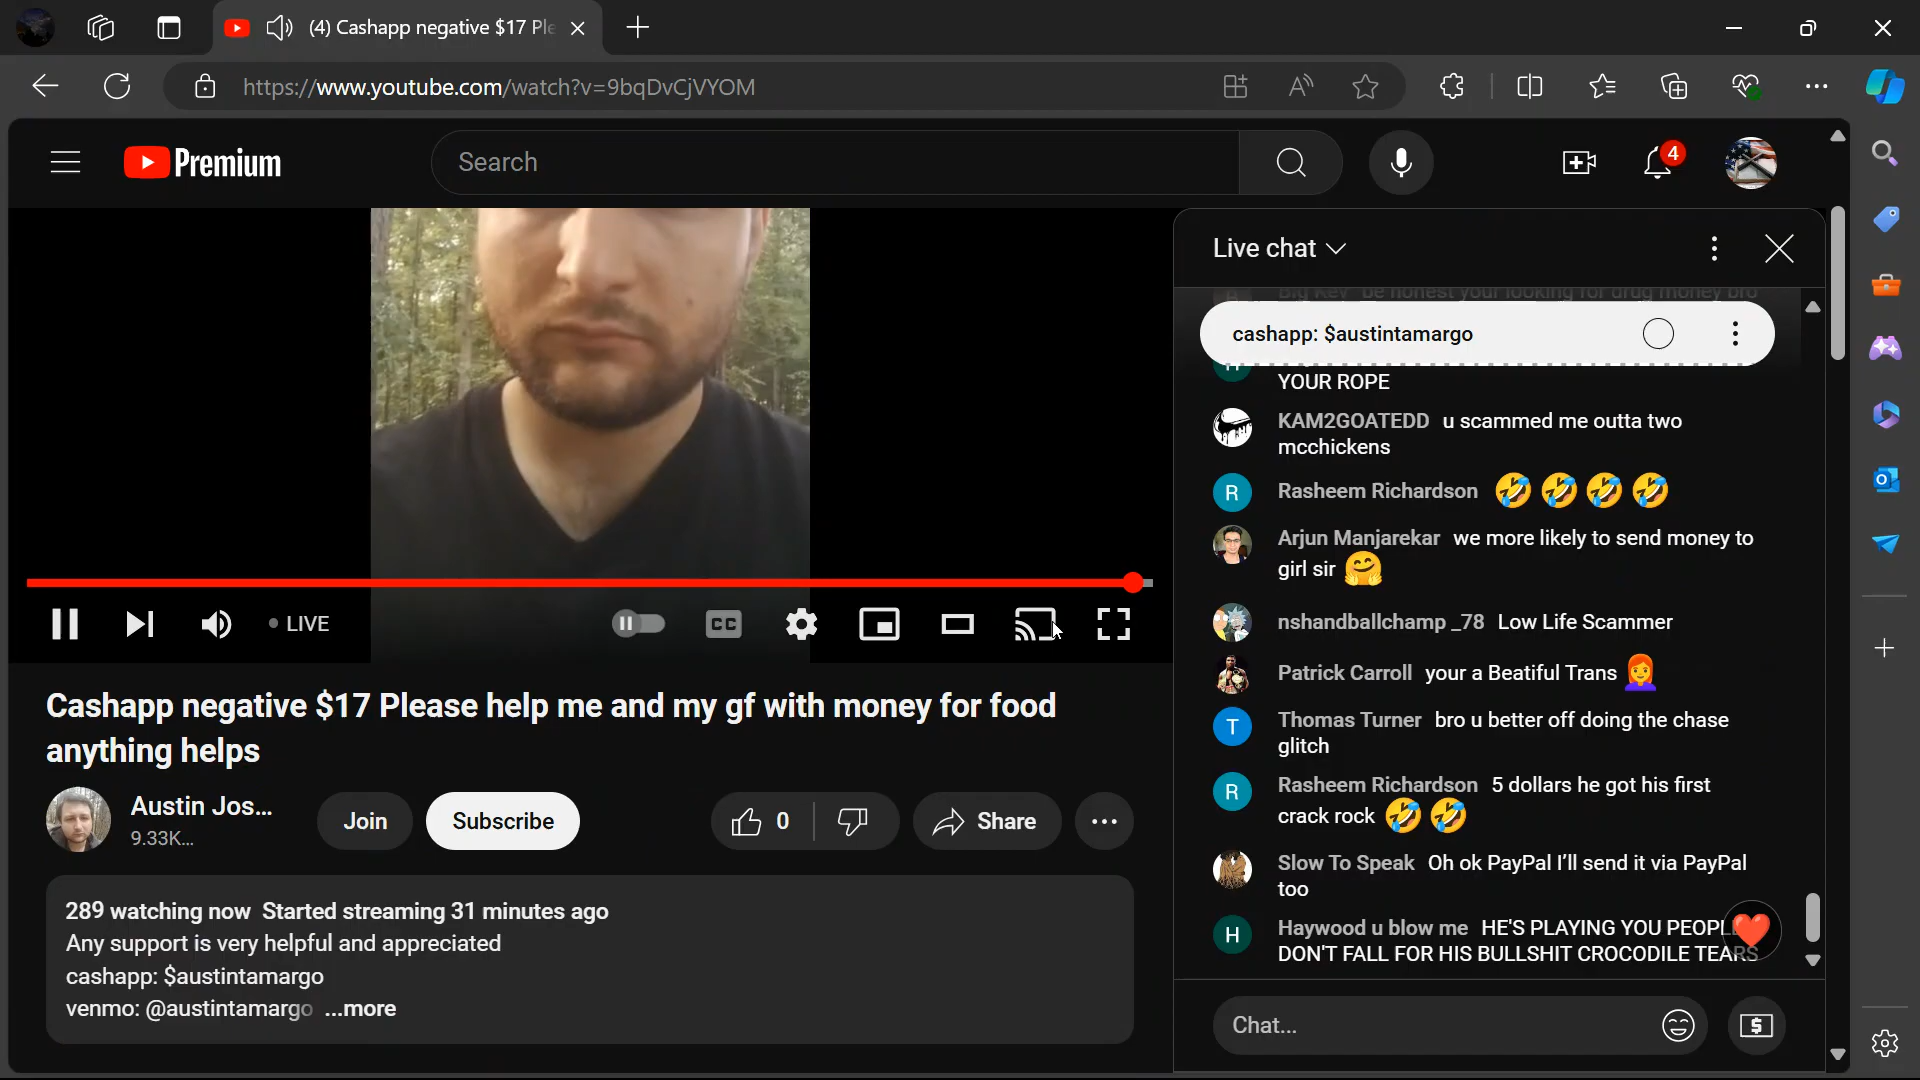 (4) Cashapp negative $17 Ple
https://www.youtube.com/watch?v=9bqDvCjVYOM
Premium
Search
4
LIVE
CC
Cashapp negative $17 Please help me and my gf with money for food
anything helps
Austin Jos...
9.33K...
Join
Subscribe
0
Share
289 watching now Started streaming 31 minutes ago
Any support is very helpful and appreciated
cashapp: $austintamargo
venmo: @austintamargo ...more
Live chat
Big Key be honest your looking for drug money bro
cashapp: $austintamargo
H
YOUR ROPE
KAM2GOATEDD u scammed me outta two
mcchickens
R
Rasheem Richardson 🤣🤣🤣🤣
Arjun Manjarekar we more likely to send money to
girl sir 🤗
nshandballchamp _78 Low Life Scammer
Patrick Carroll your a Beatiful Trans 👩‍🦰
T
Thomas Turner bro u better off doing the chase
glitch
R
Rasheem Richardson 5 dollars he got his first
crack rock 🤣🤣
Slow To Speak Oh ok PayPal I'll send it via PayPal
too
H
Haywood u blow me HE'S PLAYING YOU PEOPLE
DON'T FALL FOR HIS BULLSHIT CROCODILE TEARS
Chat...